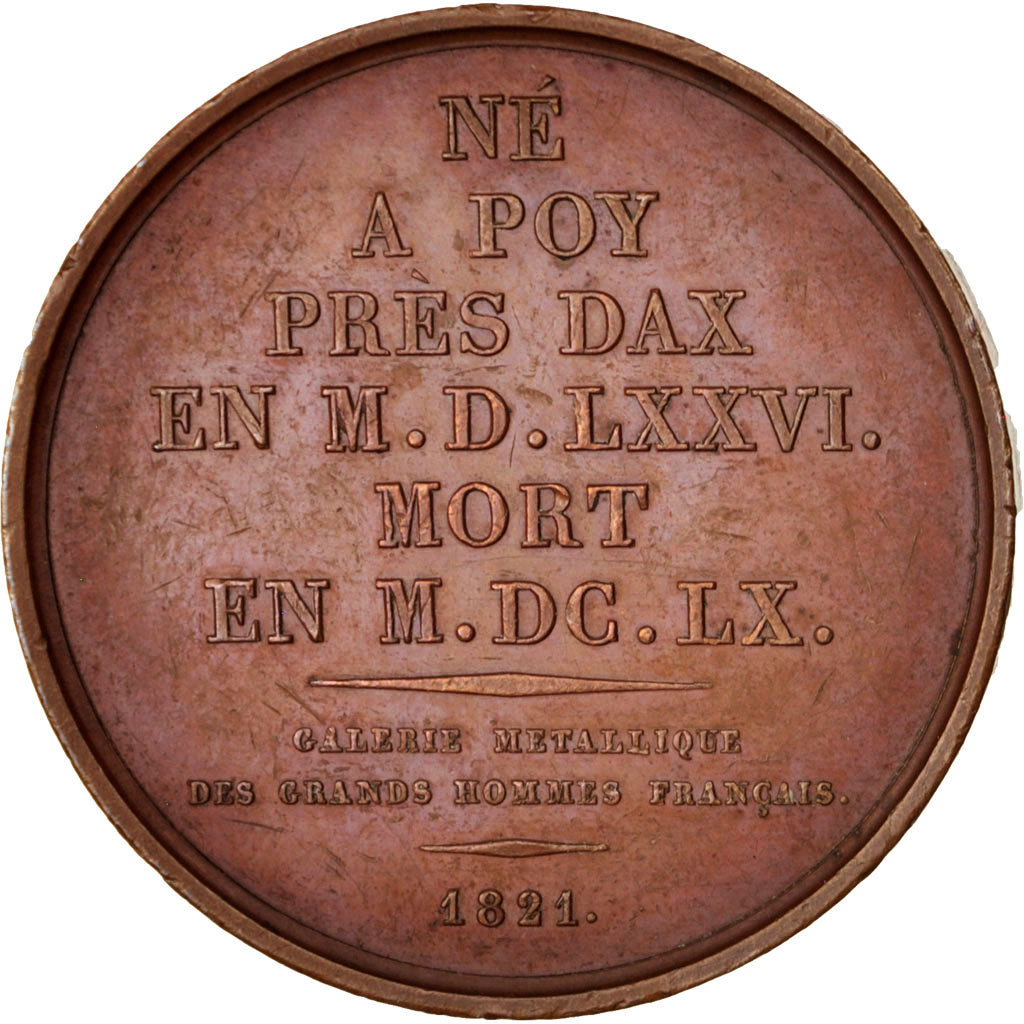 NÉ
A POY
PRÈS DAX
EN M.D.LXXVI.
MORT
EN M.DC.LX.
GALERIE METALLIQUE
DES GRANDS HOMMES FRANÇAIS.
1821.